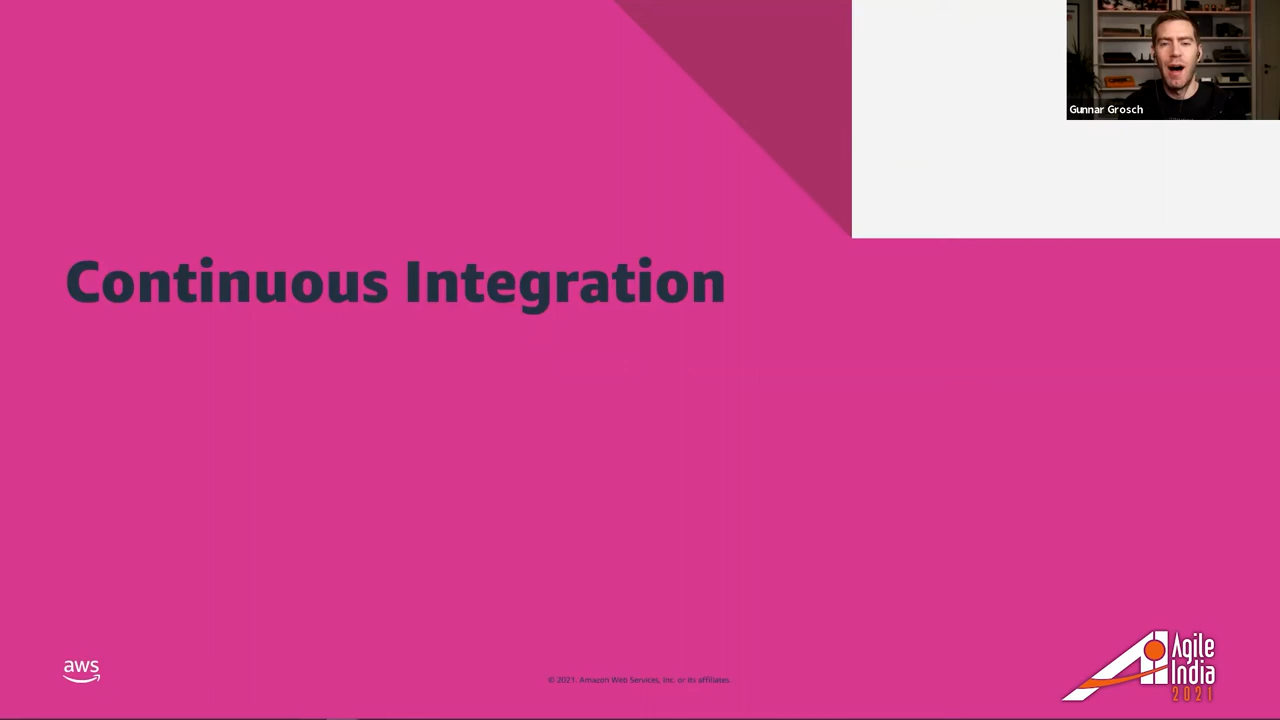 Gunnar Grosch
Continuous Integration
aws
© 2021. Amazon Web Services, Inc. or its affiliates.
Agile
India
2021